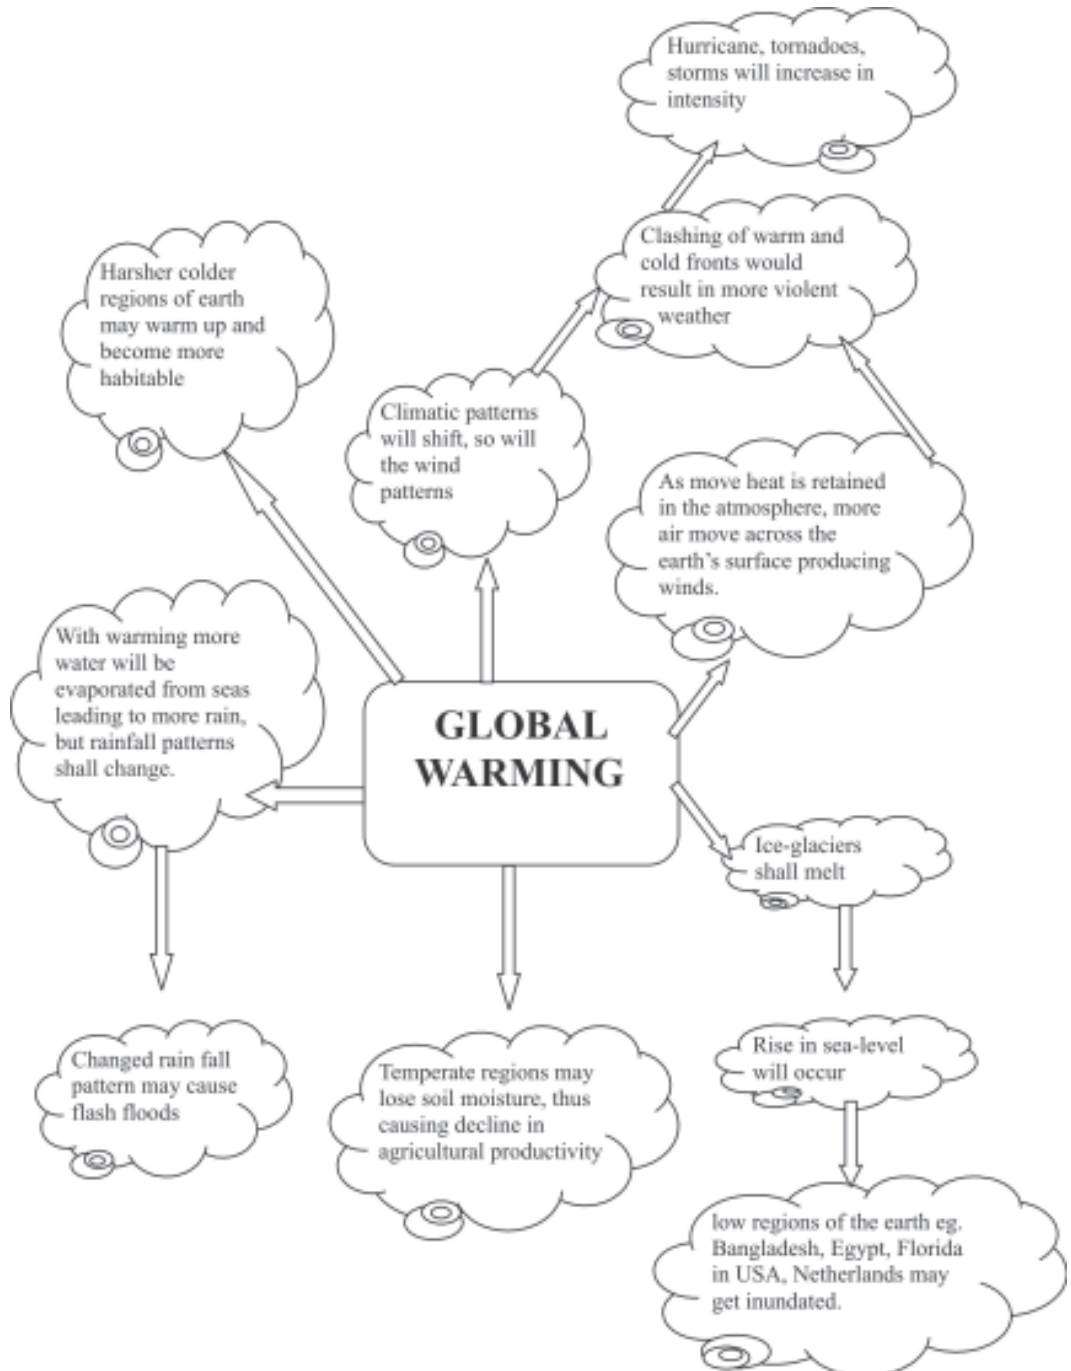 Hurricane, tornadoes,
storms will increase in
intensity
Clashing of warm and
cold fronts would
result in more violent
weather
Harsher colder
regions of earth
may warm up and
become more
habitable
Climatic patterns
will shift, so will
the wind
patterns
As move heat is retained
in the atmosphere, more
air move across the
earth's surface producing
winds.
With warming more
water will be
evaporated from seas
leading to more rain,
but rainfall patterns
shall change.
GLOBAL
WARMING
Ice-glaciers
shall melt
Changed rain fall
pattern may cause
flash floods
Temperate regions may
lose soil moisture, thus
causing decline in
agricultural productivity
Rise in sea-level
will occur
low regions of the earth eg.
Bangladesh, Egypt, Florida
in USA, Netherlands may
get inundated.